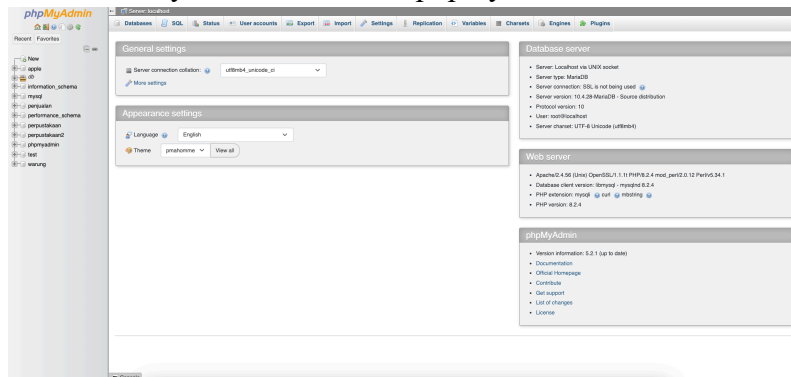 phpMyAdmin
Recent Favorites
New
apple
information_schema
mysql
penjualan
performance_schema
perpustakaan
perpustakaan2
phpmyadmin
test
warung
Server: localhost
Databases SQL Status User accounts Export Import Settings Replication Variables Charsets Engines Plugins
General settings
Server connection collation: utf8mb4_unicode_ci
More settings
Appearance settings
Language English
Theme pmahomme View all
Database server
Server: Localhost via UNIX socket
Server type: MariaDB
Server connection: SSL is not being used
Server version: 10.4.28-MariaDB - Source distribution
Protocol version: 10
User: root@localhost
Server charset: UTF-8 Unicode (utf8mb4)
Web server
Apache/2.4.56 (Unix) OpenSSL/1.1.1t PHP/8.2.4 mod_perl/2.0.12 Perl/v5.34.1
Database client version: libmysql - mysqlnd 8.2.4
PHP extension: mysqli curl mbstring
PHP version: 8.2.4
phpMyAdmin
Version information: 5.2.1 (up to date)
Documentation
Official Homepage
Contribute
Get support
List of changes
License